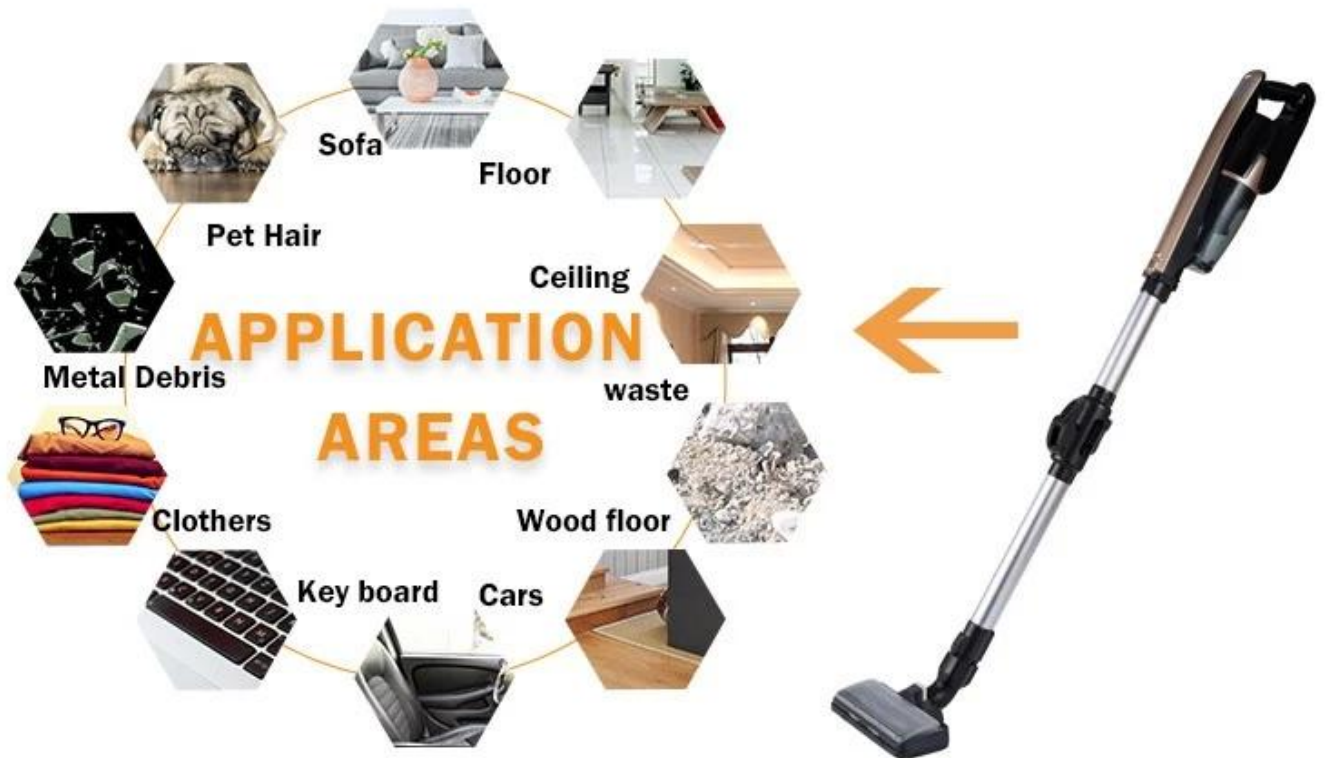 Sofa
Floor
Pet Hair
Ceiling
APPLICATION
AREAS
Metal Debris
waste
Clothers
Wood floor
Key board
Cars